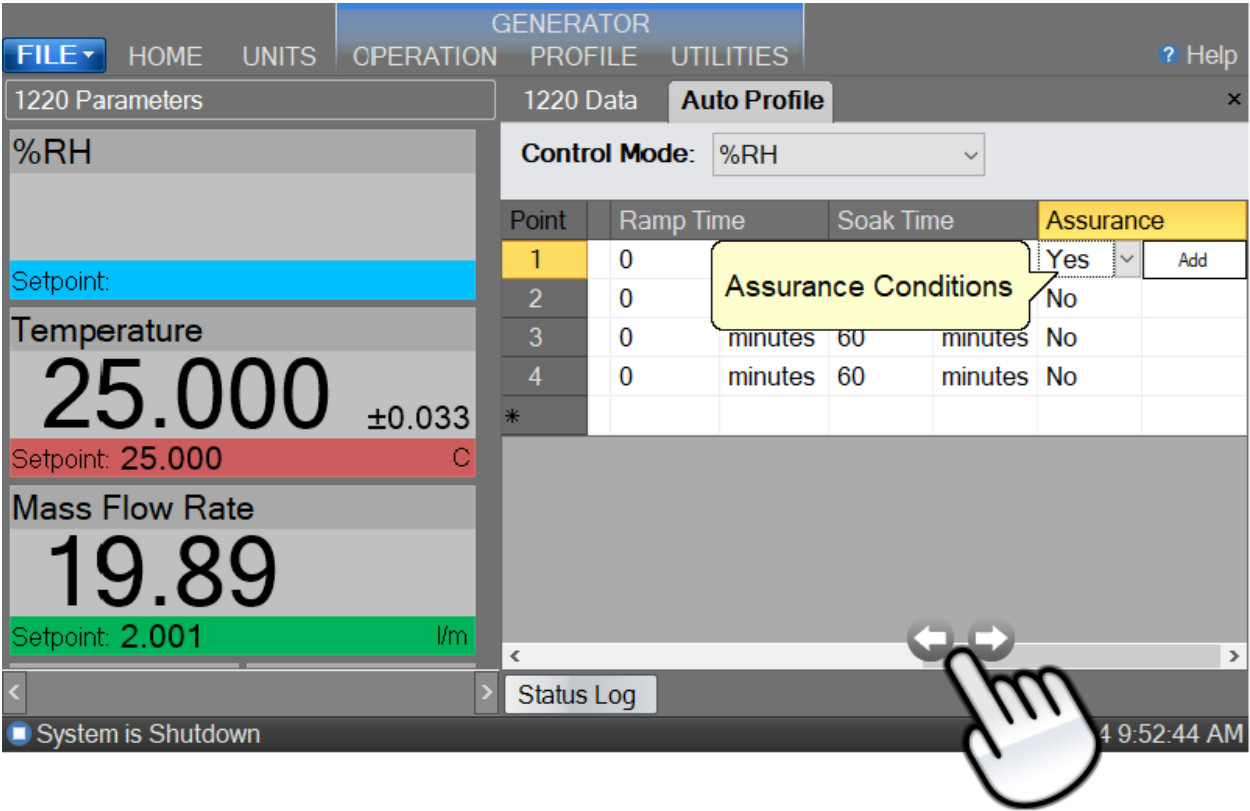 GENERATOR
FILE HOME UNITS OPERATION PROFILE UTILITIES ? Help
1220 Parameters
1220 Data Auto Profile ×
%RH
Setpoint:
Temperature
25.000 ±0.033
Setpoint: 25.000 C
Mass Flow Rate
19.89
Setpoint: 2.001 l/m
Control Mode: %RH
Point Ramp Time Soak Time Assurance
1 0 Yes Add
Assurance Conditions
2 0 No
3 0 minutes 60 minutes No
4 0 minutes 60 minutes No
*
Status Log
System is Shutdown 4 9:52:44 AM